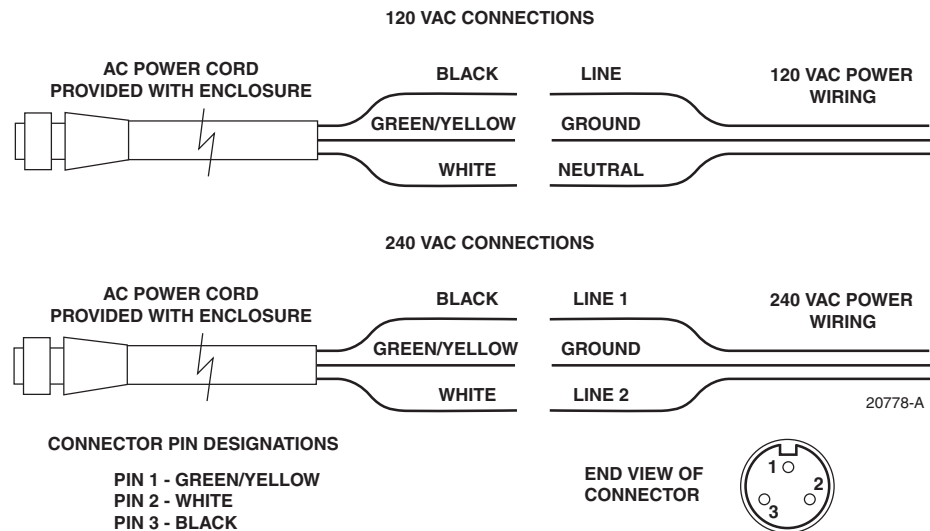 120 VAC CONNECTIONS
AC POWER CORD
PROVIDED WITH ENCLOSURE
BLACK
LINE
120 VAC POWER
WIRING
GREEN/YELLOW
GROUND
WHITE
NEUTRAL
240 VAC CONNECTIONS
AC POWER CORD
PROVIDED WITH ENCLOSURE
BLACK
LINE 1
240 VAC POWER
WIRING
GREEN/YELLOW
GROUND
WHITE
LINE 2
20778-A
CONNECTOR PIN DESIGNATIONS
PIN 1 - GREEN/YELLOW
PIN 2 - WHITE
PIN 3 - BLACK
END VIEW OF
CONNECTOR
1
2
3